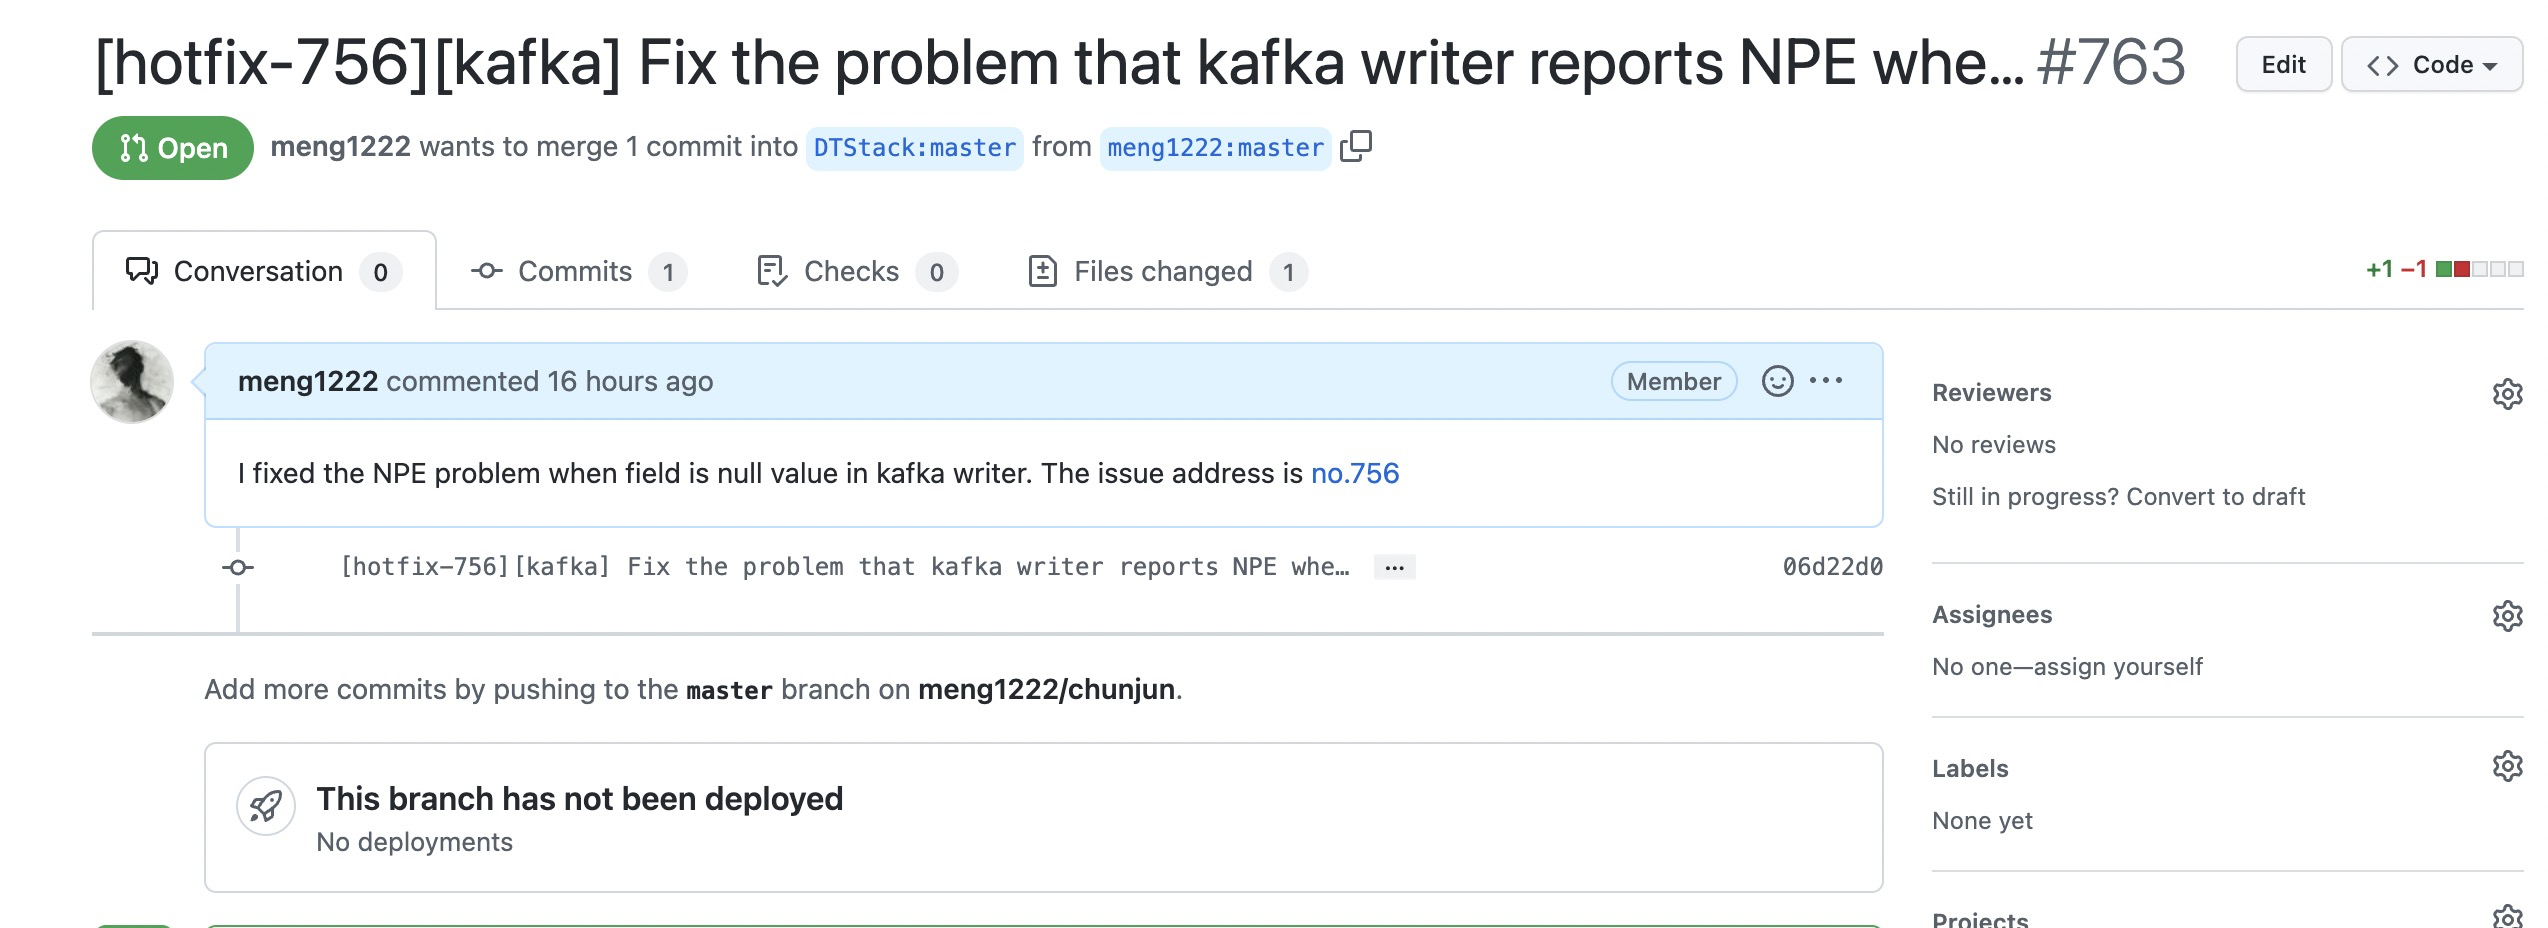 [hotfix-756][kafka] Fix the problem that kafka writer reports NPE whe... #763
Edit
<> Code
Open
meng1222 wants to merge 1 commit into DTStack:master from meng1222:master
Conversation 0
Commits 1
Checks 0
Files changed 1
+1 −1
meng1222 commented 16 hours ago
Member
I fixed the NPE problem when field is null value in kafka writer. The issue address is no.756
[hotfix-756][kafka] Fix the problem that kafka writer reports NPE whe… ...
06d22d0
Add more commits by pushing to the master branch on meng1222/chunjun.
This branch has not been deployed
No deployments
Reviewers
No reviews
Still in progress? Convert to draft
Assignees
No one—assign yourself
Labels
None yet
Projects